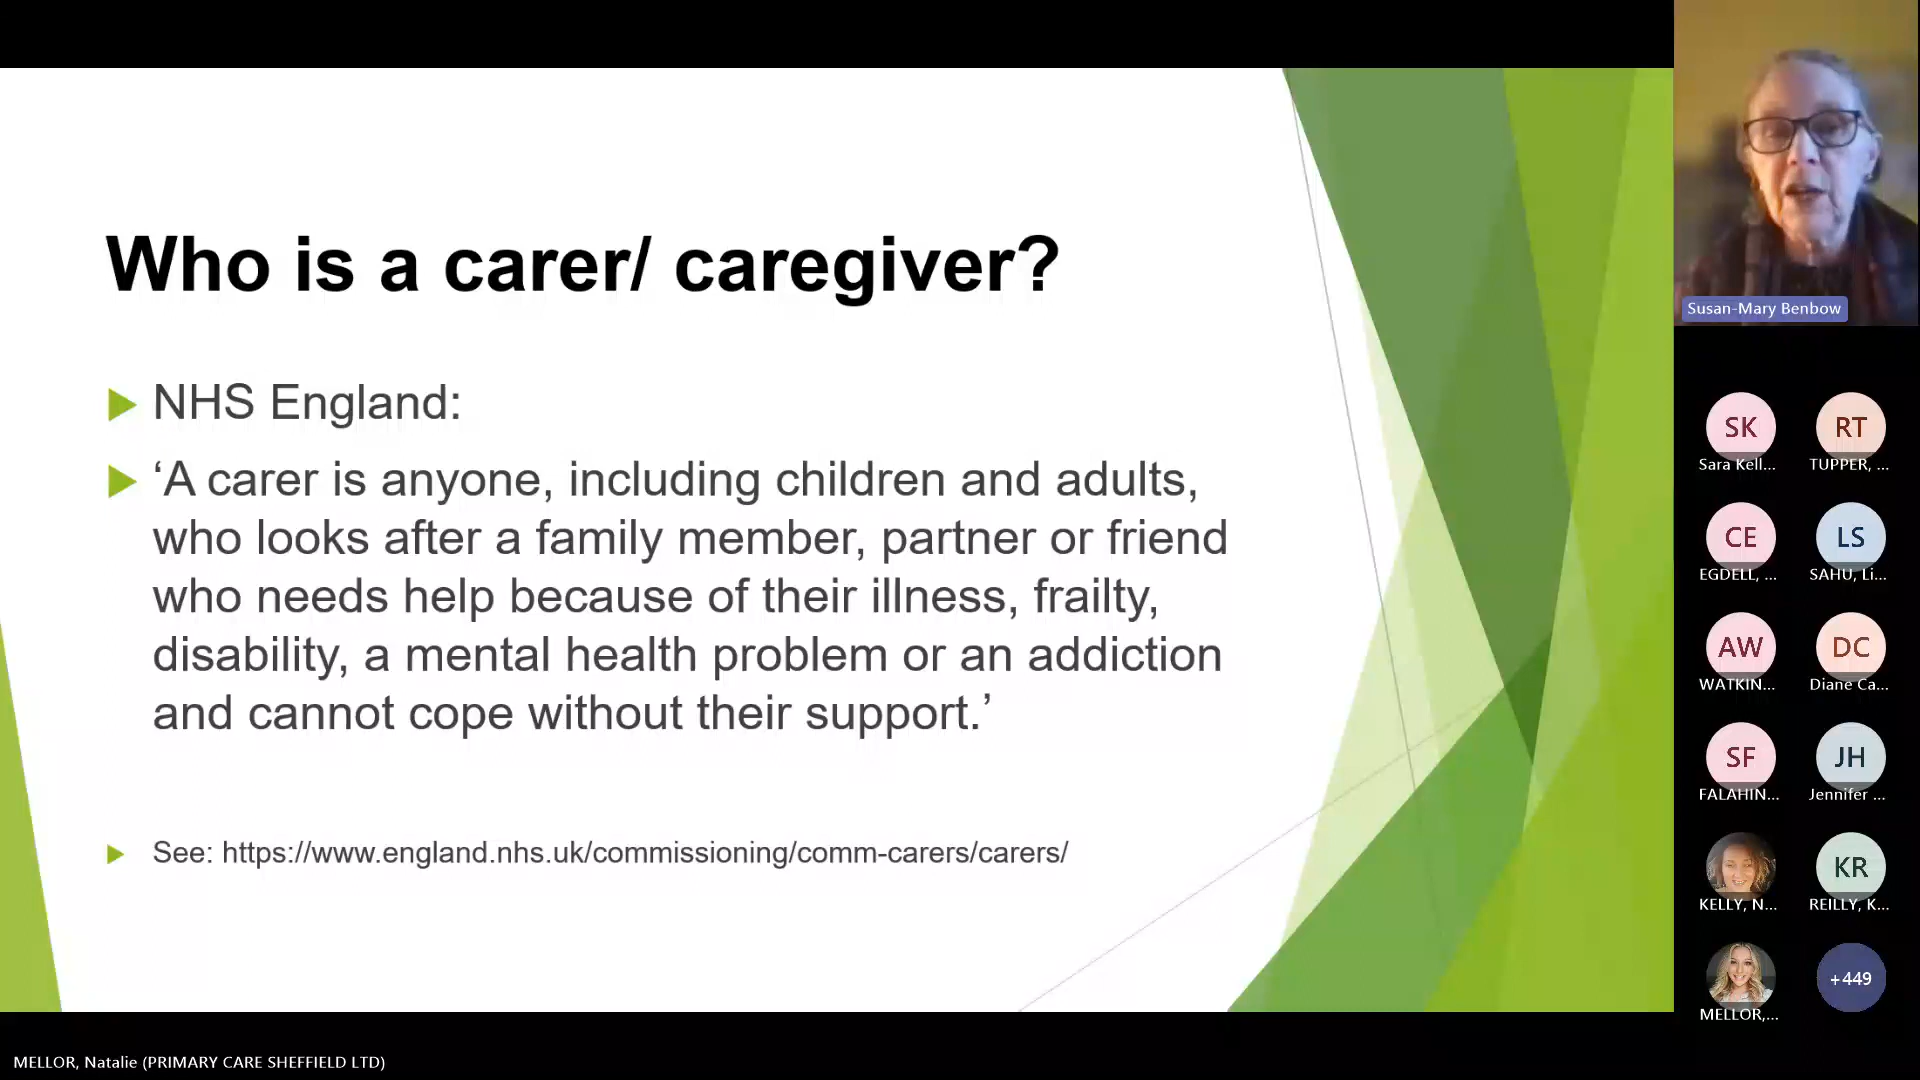 Who is a carer/ caregiver?
NHS England:
‘A carer is anyone, including children and adults,
who looks after a family member, partner or friend
who needs help because of their illness, frailty,
disability, a mental health problem or an addiction
and cannot cope without their support.’
See: https://www.england.nhs.uk/commissioning/comm-carers/carers/
Susan-Mary Benbow
SK
Sara Kell...
RT
TUPPER, ...
CE
EGDELL, ...
LS
SAHU, Li...
AW
WATKIN...
DC
Diane Ca...
SF
FALAHIN...
JH
Jennifer ...
KELLY, N...
KR
REILLY, K...
MELLOR,...
+449
MELLOR, Natalie (PRIMARY CARE SHEFFIELD LTD)